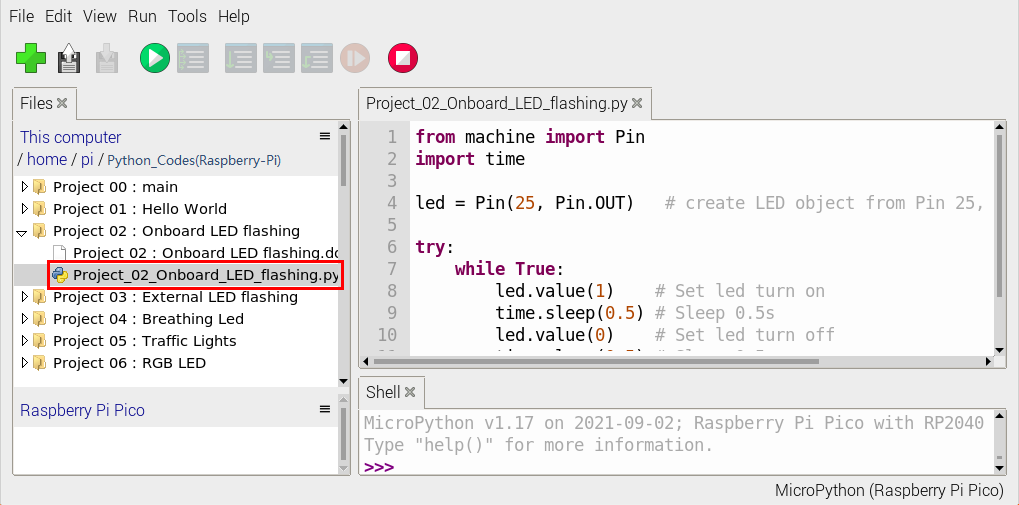 File Edit View Run Tools Help
Files
This computer
/ home / pi / Python_Codes(Raspberry-Pi)
Project 00 : main
Project 01 : Hello World
Project 02 : Onboard LED flashing
Project 02 : Onboard LED flashing.do
Project_02_Onboard_LED_flashing.py
Project 03 : External LED flashing
Project 04 : Breathing Led
Project 05 : Traffic Lights
Project 06 : RGB LED
Raspberry Pi Pico
Project_02_Onboard_LED_flashing.py
1 from machine import Pin
2 import time
3
4 led = Pin(25, Pin.OUT)   # create LED object from Pin 25,
5
6 try:
7     while True:
8         led.value(1)    # Set led turn on
9         time.sleep(0.5) # Sleep 0.5s
10         led.value(0)    # Set led turn off
Shell
MicroPython v1.17 on 2021-09-02; Raspberry Pi Pico with RP2040
Type "help()" for more information.
>>>
MicroPython (Raspberry Pi Pico)